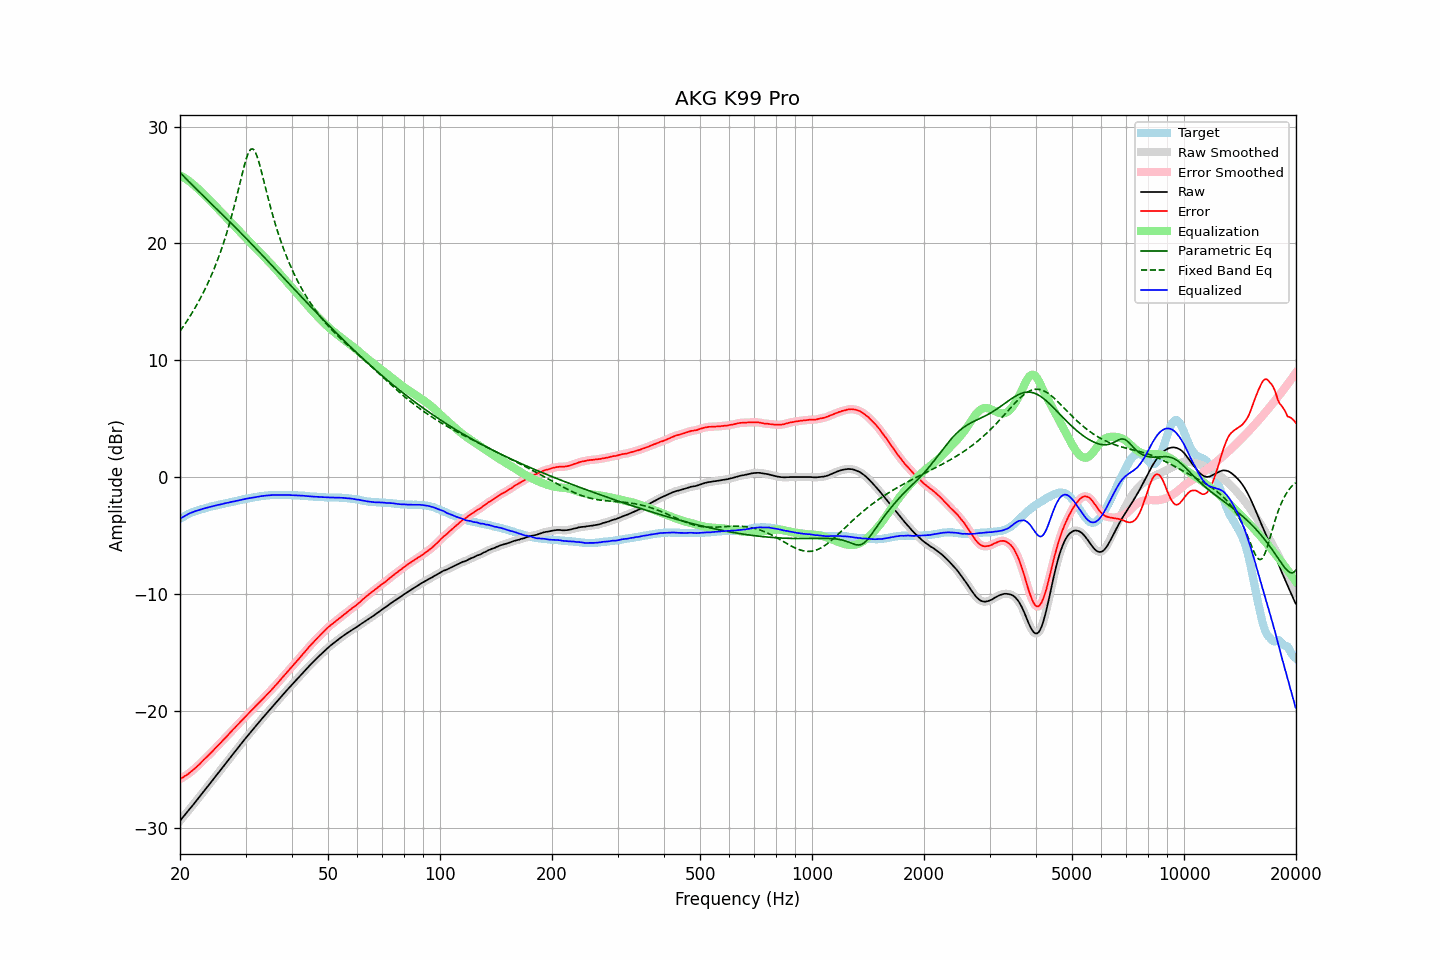 AKG K99 Pro
Amplitude (dBr)
30
20
10
0
−10
−20
−30
Target
Raw Smoothed
Error Smoothed
Raw
Error
Equalization
Parametric Eq
Fixed Band Eq
Equalized
20 50 100 200 500 1000 2000 5000 10000 20000
Frequency (Hz)